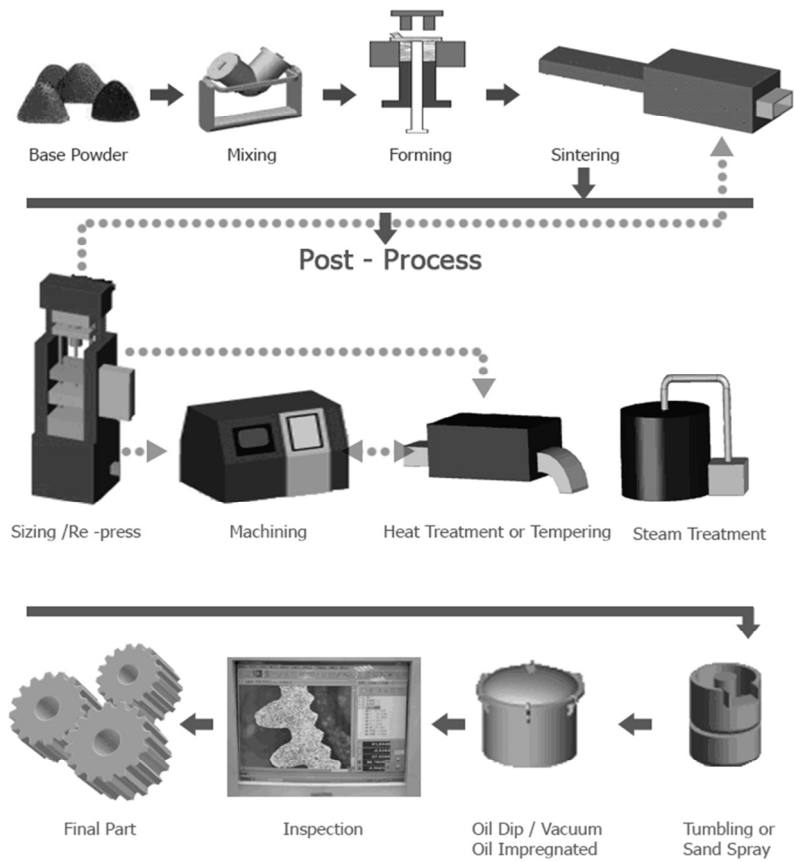 Base Powder
Mixing
Forming
Sintering
Post - Process
Sizing /Re -press
Machining
Heat Treatment or Tempering
Steam Treatment
Final Part
Inspection
Oil Dip / Vacuum
Oil Impregnated
Tumbling or
Sand Spray